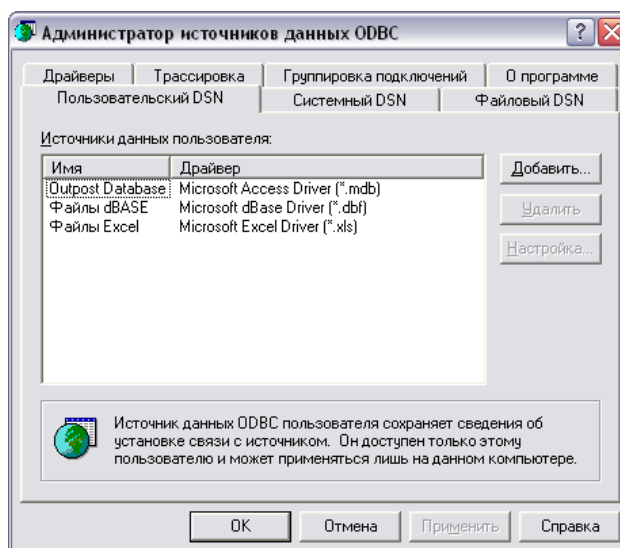 Администратор источников данных ODBC
Драйверы Трассировка Группировка подключений О программе
Пользовательский DSN Системный DSN Файловый DSN
Источники данных пользователя:
Имя Драйвер
Outpost Database Microsoft Access Driver (*.mdb)
Файлы dBASE Microsoft dBase Driver (*.dbf)
Файлы Excel Microsoft Excel Driver (*.xls)
Добавить...
Удалить
Настройка...
Источник данных ODBC пользователя сохраняет сведения об
установке связи с источником. Он доступен только этому
пользователю и может применяться лишь на данном компьютере.
OK Отмена Применить Справка